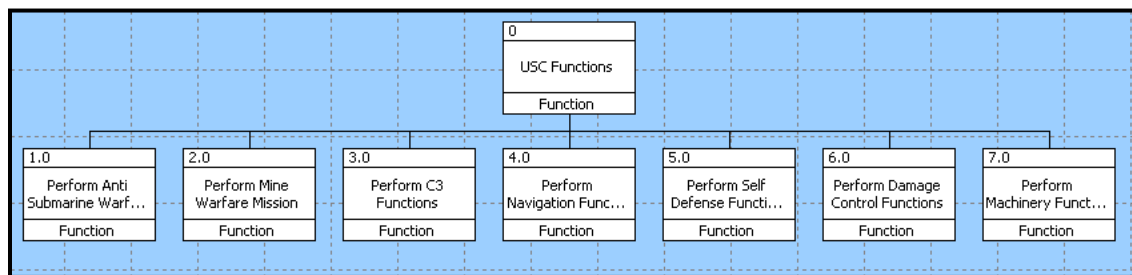 0
USC Functions
Function
1.0
Perform Anti
Submarine Warf...
Function
2.0
Perform Mine
Warfare Mission
Function
3.0
Perform C3
Functions
Function
4.0
Perform
Navigation Func...
Function
5.0
Perform Self
Defense Functi...
Function
6.0
Perform Damage
Control Functions
Function
7.0
Perform
Machinery Funct...
Function